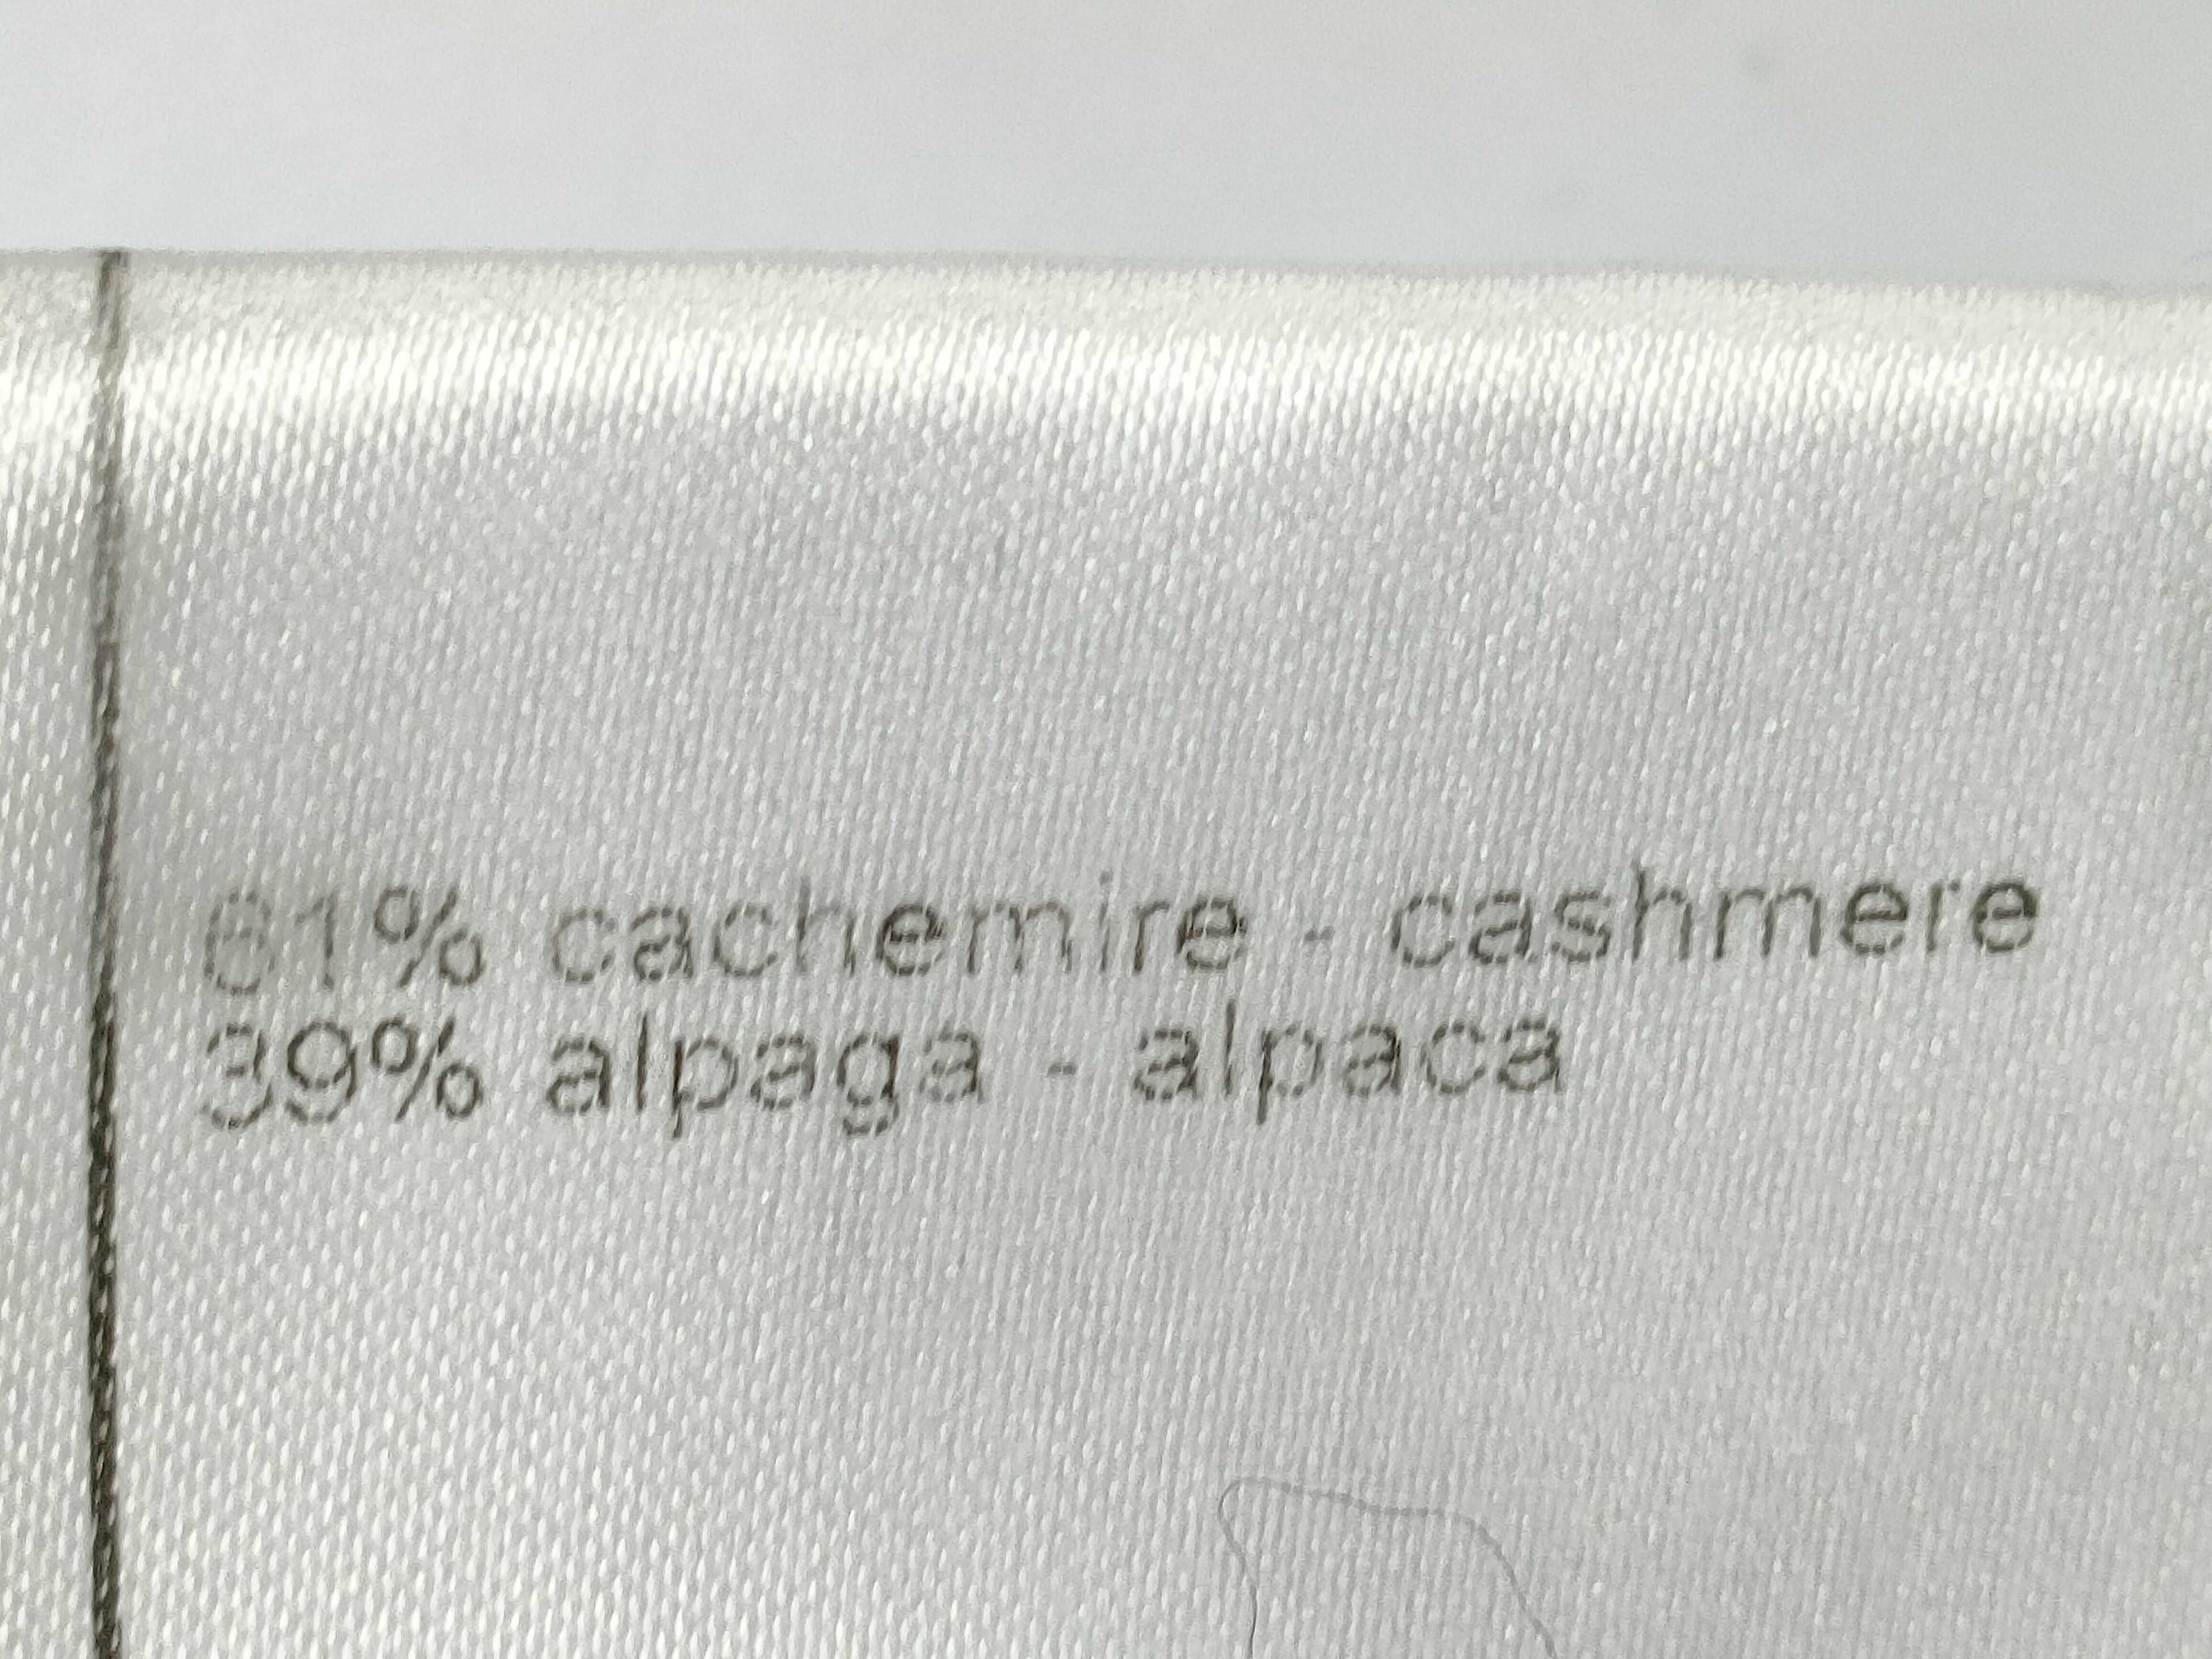 61% cachemire - cashmere
39% alpaga - alpaca